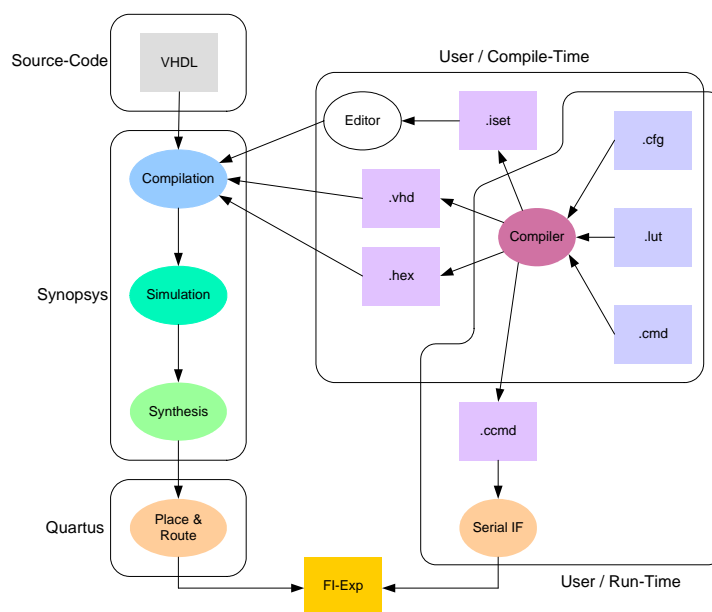 User / Compile-Time
Source-Code
VHDL
Editor
.iset
.cfg
Compilation
.vhd
Compiler
.lut
.hex
Synopsys
Simulation
.cmd
Synthesis
.ccmd
Quartus
Place &
Route
Serial IF
FI-Exp
User / Run-Time